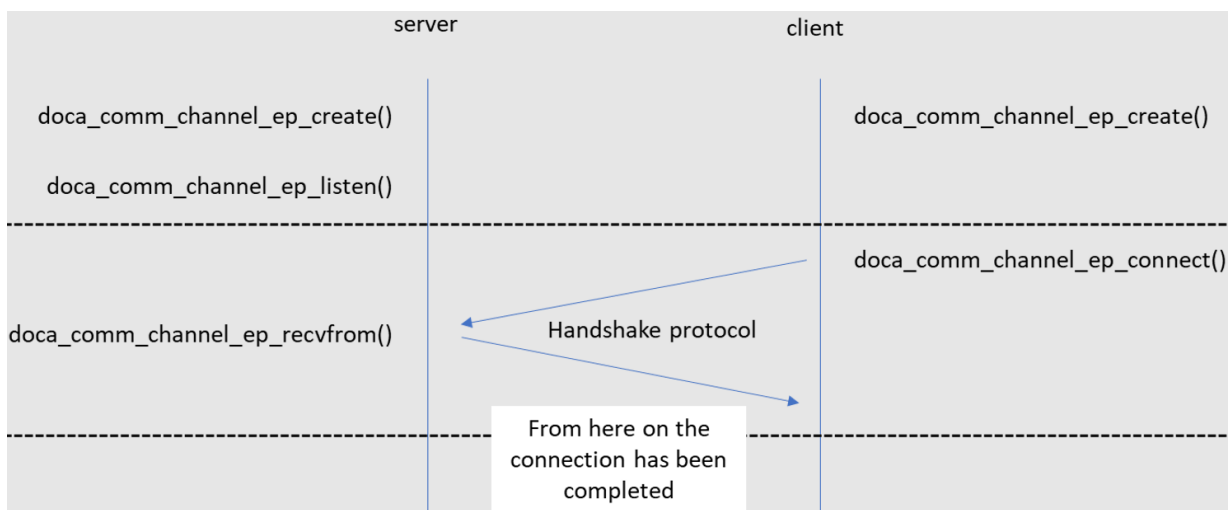 server
client
doca_comm_channel_ep_create()
doca_comm_channel_ep_create()
doca_comm_channel_ep_listen()
doca_comm_channel_ep_connect()
doca_comm_channel_ep_recvfrom()
Handshake protocol
From here on the
connection has been
completed